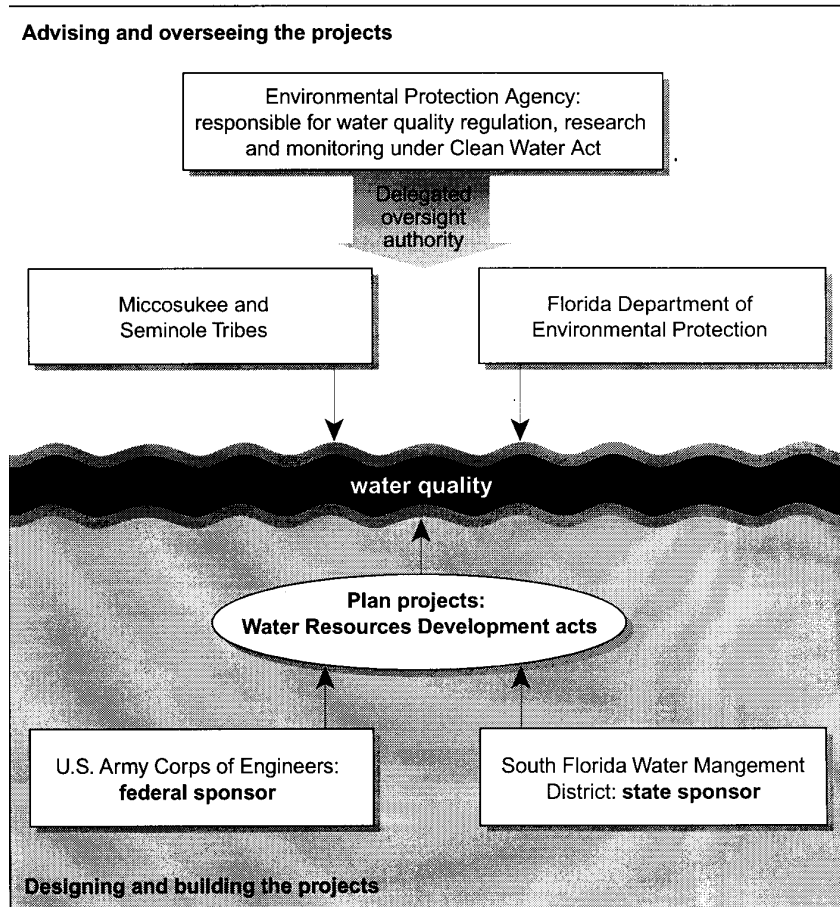 Advising and overseeing the projects
Environmental Protection Agency:
responsible for water quality regulation, research
and monitoring under Clean Water Act
Delegated
oversight
authority
Miccosukee and
Seminole Tribes
Florida Department of
Environmental Protection
water quality
Plan projects:
Water Resources Development acts
U.S. Army Corps of Engineers:
federal sponsor
South Florida Water Mangement
District: state sponsor
Designing and building the projects